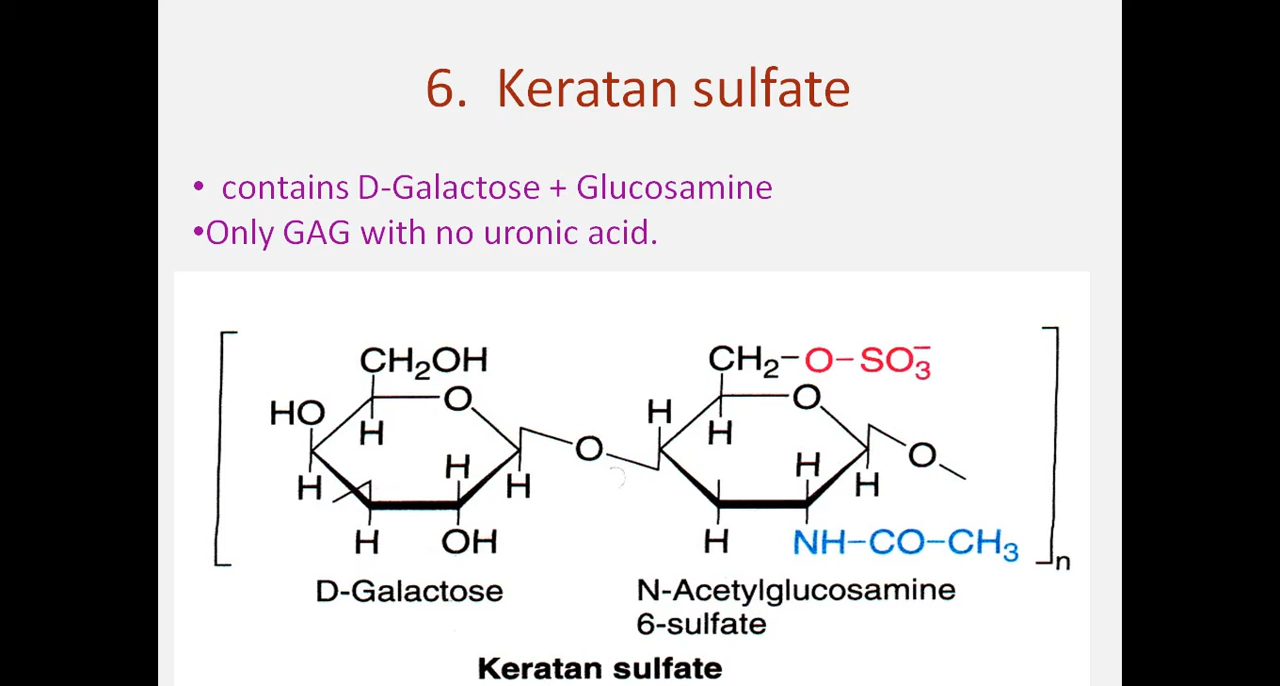 6. Keratan sulfate
• contains D-Galactose + Glucosamine
•Only GAG with no uronic acid.
CH₂OH
CH₂–O–SO₃⁻
HO
O
H
O
H
H
O
O
H
H
H
H
H
H
OH
H
NH–CO–CH₃
n
D-Galactose
N-Acetylglucosamine
6-sulfate
Keratan sulfate